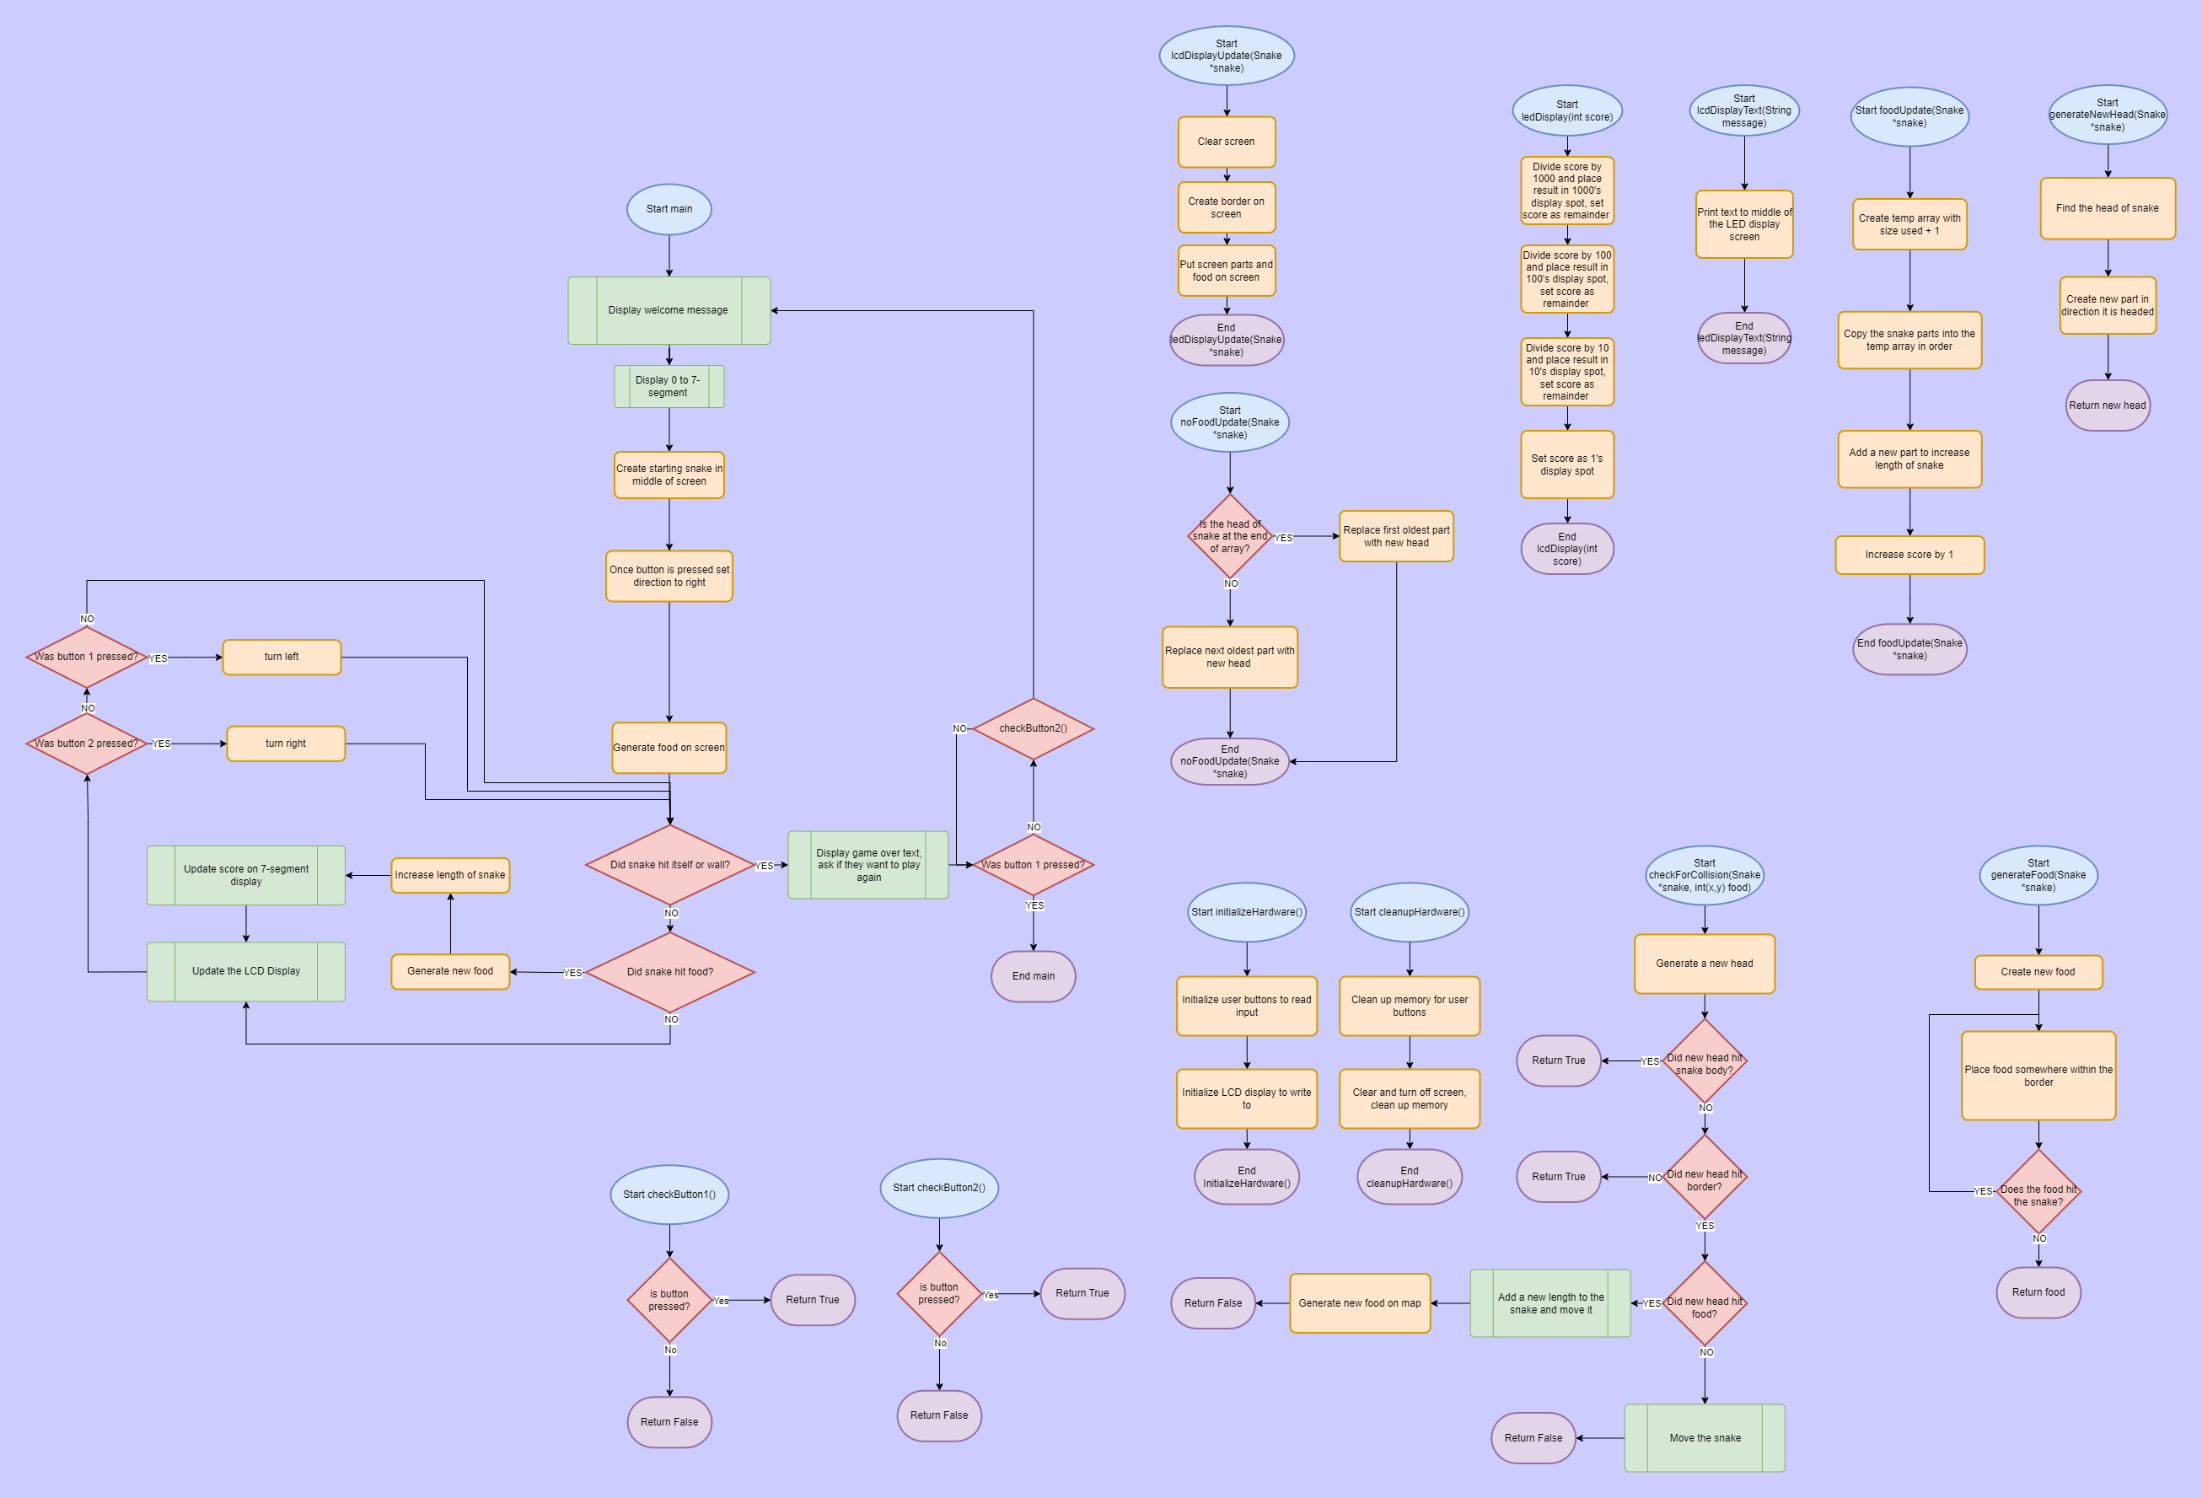 Start main
Display welcome message
Display 0 to 7-
segment
Create starting snake in
middle of screen
Once button is pressed set
direction to right
Generate food on screen
NO
Was button 1 pressed?
YES
turn left
NO
Was button 2 pressed?
YES
turn right
Did snake hit itself or wall?
YES
NO
Display game over text,
ask if they want to play
again
NO
checkButton2()
NO
Was button 1 pressed?
YES
End main
Did snake hit food?
YES
NO
Generate new food
Increase length of snake
Update score on 7-segment
display
Update the LCD Display
Start checkButton1()
is button
pressed?
Yes
Return True
No
Return False
Start checkButton2()
is button
pressed?
Yes
Return True
No
Return False
Start
lcdDisplayUpdate(Snake
*snake)
Clear screen
Create border on
screen
Put screen parts and
food on screen
End
ledDisplayUpdate(Snake
*snake)
Start
noFoodUpdate(Snake
*snake)
Is the head of
snake at the end
of array?
YES
Replace first oldest part
with new head
NO
Replace next oldest part with
new head
End
noFoodUpdate(Snake
*snake)
Start
ledDisplay(int score)
Divide score by
1000 and place
result in 1000's
display spot, set
score as remainder
Divide score by 100
and place result in
100's display spot,
set score as
remainder
Divide score by 10
and place result in
10's display spot,
set score as
remainder
Set score as 1's
display spot
End
lcdDisplay(int
score)
Start
lcdDisplayText(String
message)
Print text to middle of
the LED display
screen
End
ledDisplayText(String
message)
Start foodUpdate(Snake
*snake)
Create temp array with
size used + 1
Copy the snake parts into the
temp array in order
Add a new part to increase
length of snake
Increase score by 1
End foodUpdate(Snake
*snake)
Start
generateNewHead(Snake
*snake)
Find the head of snake
Create new part in
direction it is headed
Return new head
Start initializeHardware()
Initialize user buttons to read
input
Initialize LCD display to write
to
End
InitializeHardware()
Start cleanupHardware()
Clean up memory for user
buttons
Clear and turn off screen,
clean up memory
End
cleanupHardware()
Start
checkForCollision(Snake
*snake, int(x,y) food)
Generate a new head
Did new head hit
snake body?
YES
Return True
NO
Did new head hit
border?
NO
Return True
YES
Did new head hit
food?
YES
Add a new length to the
snake and move it
Generate new food on map
Return False
NO
Move the snake
Return False
Start
generateFood(Snake
*snake)
Create new food
Place food somewhere within the
border
Does the food hit
the snake?
YES
NO
Return food